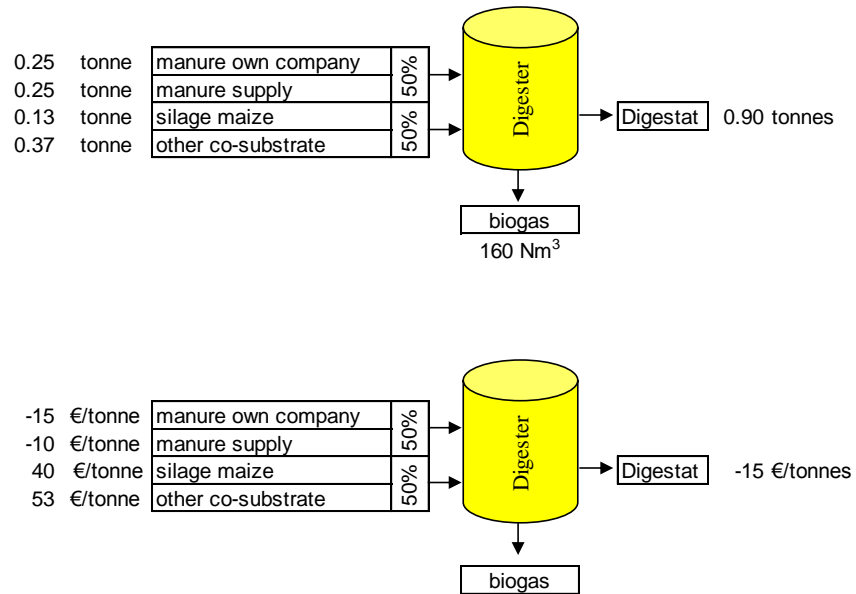 0.25 tonne manure own company
0.25 tonne manure supply
50%
0.13 tonne silage maize
0.37 tonne other co-substrate
50%
Digester
Digestat 0.90 tonnes
biogas
160 Nm³
-15 €/tonne manure own company
-10 €/tonne manure supply
50%
40 €/tonne silage maize
53 €/tonne other co-substrate
50%
Digester
Digestat -15 €/tonnes
biogas